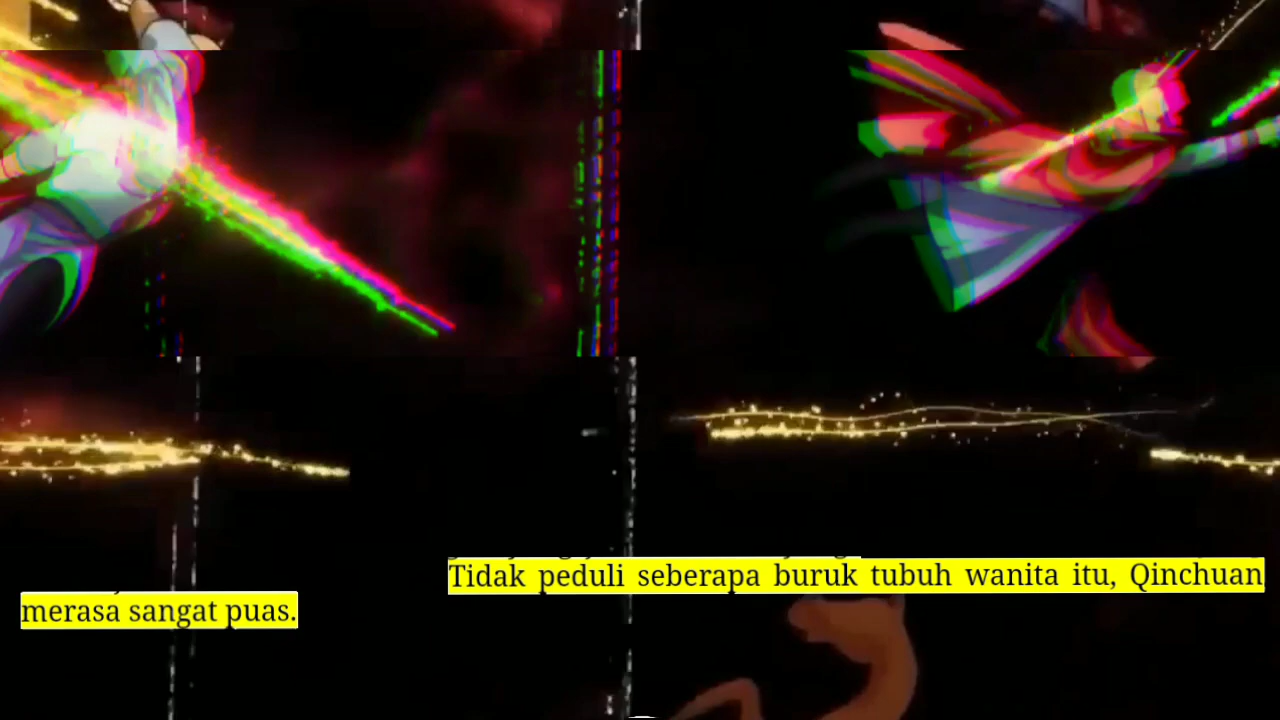 Tidak peduli seberapa buruk tubuh wanita itu, Qinchuan
merasa sangat puas.